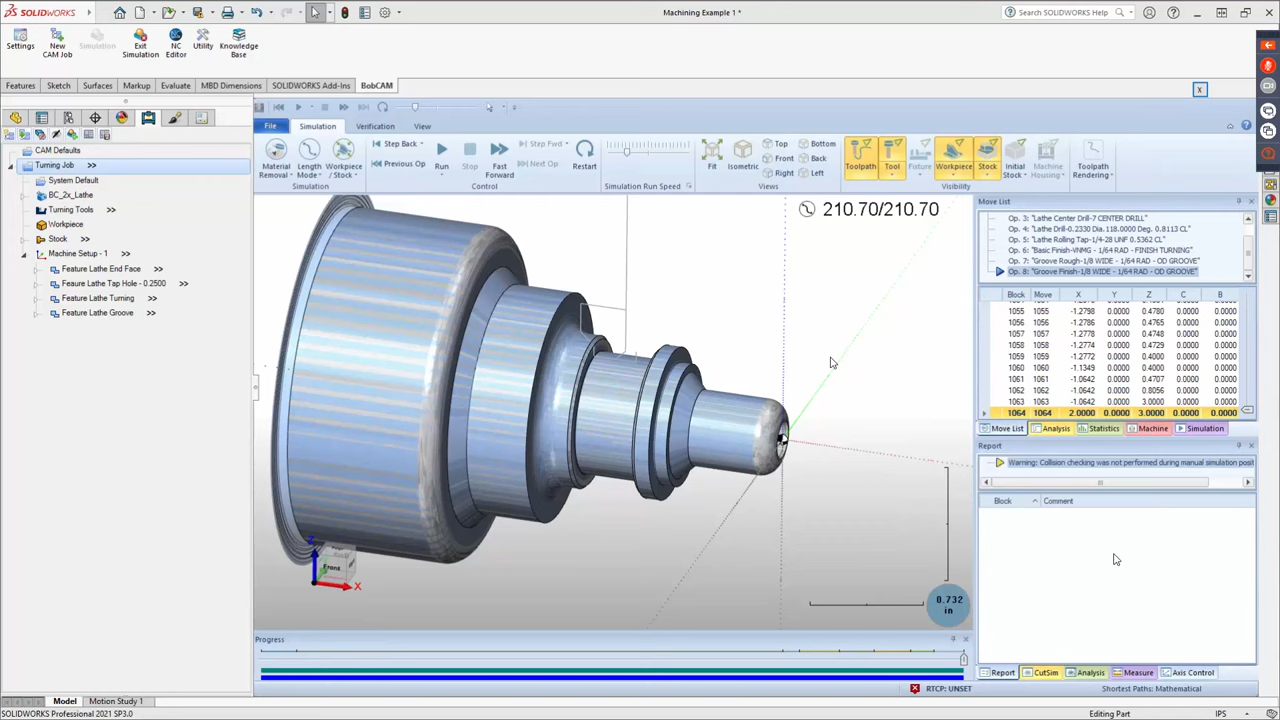 SOLIDWORKS
Machining Example 1 *
Search SOLIDWORKS Help
Settings
New CAM Job
Simulation
Exit Simulation
NC Editor
Utility
Knowledge Base
Features
Sketch
Surfaces
Markup
Evaluate
MBD Dimensions
SOLIDWORKS Add-Ins
BobCAM
x
File
Simulation
Verification
View
CAM Defaults
Turning Job >>
System Default
BC_2x_Lathe
Turning Tools >>
Workpiece
Stock >>
Machine Setup - 1 >>
Feature Lathe End Face >>
Feaure Lathe Tap Hole - 0.2500 >>
Feature Lathe Turning >>
Feature Lathe Groove >>
Material Removal
Length Mode
Workpiece / Stock
Simulation
Step Back
Previous Op
Run
Stop
Fast Forward
Step Fwd
Next Op
Restart
Control
Simulation Run Speed
Fit
Isometric
Top
Front
Right
Bottom
Back
Left
Views
Toolpath
Tool
Fixture
Workpiece
Stock
Initial Stock
Machine Housing
Visibility
Toolpath Rendering
210.70/210.70
Front
Z
X
0.732 in
Move List
Op. 3: "Lathe Center Drill-7 CENTER DRILL"
Op. 4: "Lathe Drill-0.2330 Dia. 118.0000 Deg. 0.8113 CL"
Op. 5: "Lathe Rolling Tap-1/4-28 UNF 0.5362 CL"
Op. 6: "Basic Finish-VNMG - 1/64 RAD - FINISH TURNING"
Op. 7: "Groove Rough-1/8 WIDE - 1/64 RAD - OD GROOVE"
Op. 8: "Groove Finish-1/8 WIDE - 1/64 RAD - OD GROOVE"
Block Move X Y Z C B
1055 1055 -1.2798 0.0000 0.4780 0.0000 0.0000
1056 1056 -1.2786 0.0000 0.4765 0.0000 0.0000
1057 1057 -1.2778 0.0000 0.4748 0.0000 0.0000
1058 1058 -1.2774 0.0000 0.4729 0.0000 0.0000
1059 1059 -1.2772 0.0000 0.4000 0.0000 0.0000
1060 1060 -1.1349 0.0000 0.4000 0.0000 0.0000
1061 1061 -1.0642 0.0000 0.4707 0.0000 0.0000
1062 1062 -1.0642 0.0000 0.8056 0.0000 0.0000
1063 1063 -1.0642 0.0000 3.0000 0.0000 0.0000
1064 1064 2.0000 0.0000 3.0000 0.0000 0.0000
Move List
Analysis
Statistics
Machine
Simulation
Report
Warning: Collision checking was not performed during manual simulation posit
Block Comment
Progress
Report
CutSim
Analysis
Measure
Axis Control
RTCP: UNSET
Shortest Paths: Mathematical
Model
Motion Study 1
SOLIDWORKS Professional 2021 SP3.0
Editing Part
IPS